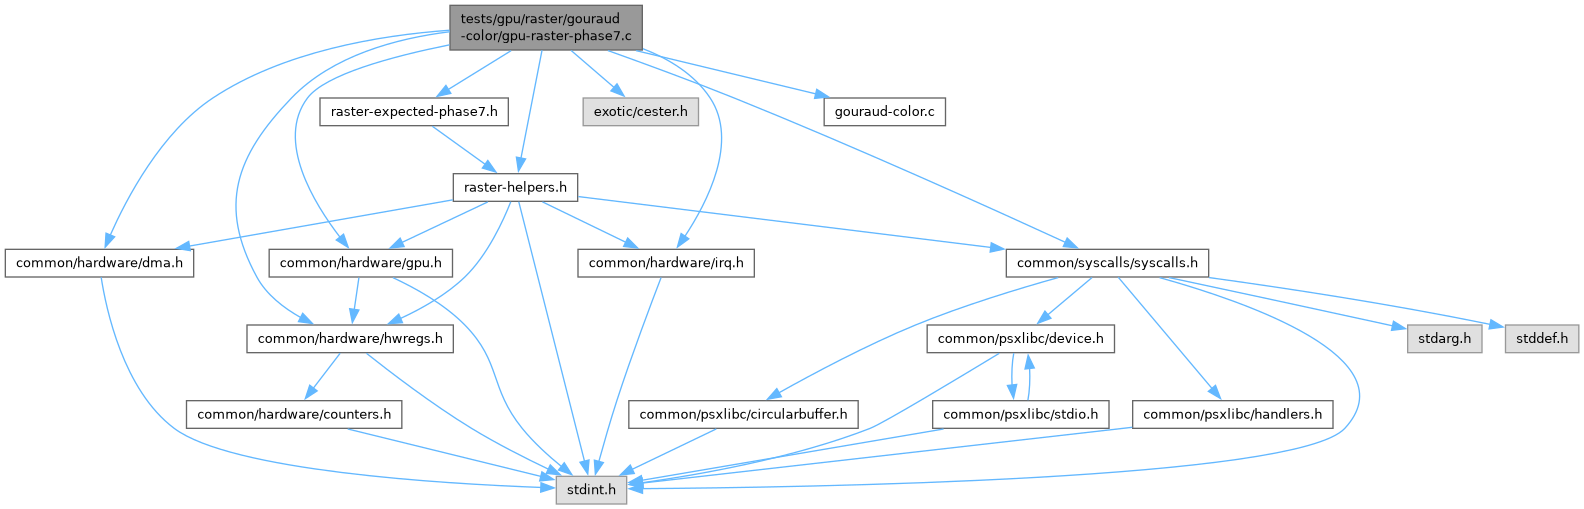 tests/gpu/raster/gouraud
-color/gpu-raster-phase7.c
raster-expected-phase7.h
exotic/cester.h
gouraud-color.c
raster-helpers.h
common/hardware/dma.h
common/hardware/gpu.h
common/hardware/irq.h
common/syscalls/syscalls.h
common/hardware/hwregs.h
common/psxlibc/device.h
stdarg.h
stddef.h
common/hardware/counters.h
common/psxlibc/circularbuffer.h
common/psxlibc/stdio.h
common/psxlibc/handlers.h
stdint.h